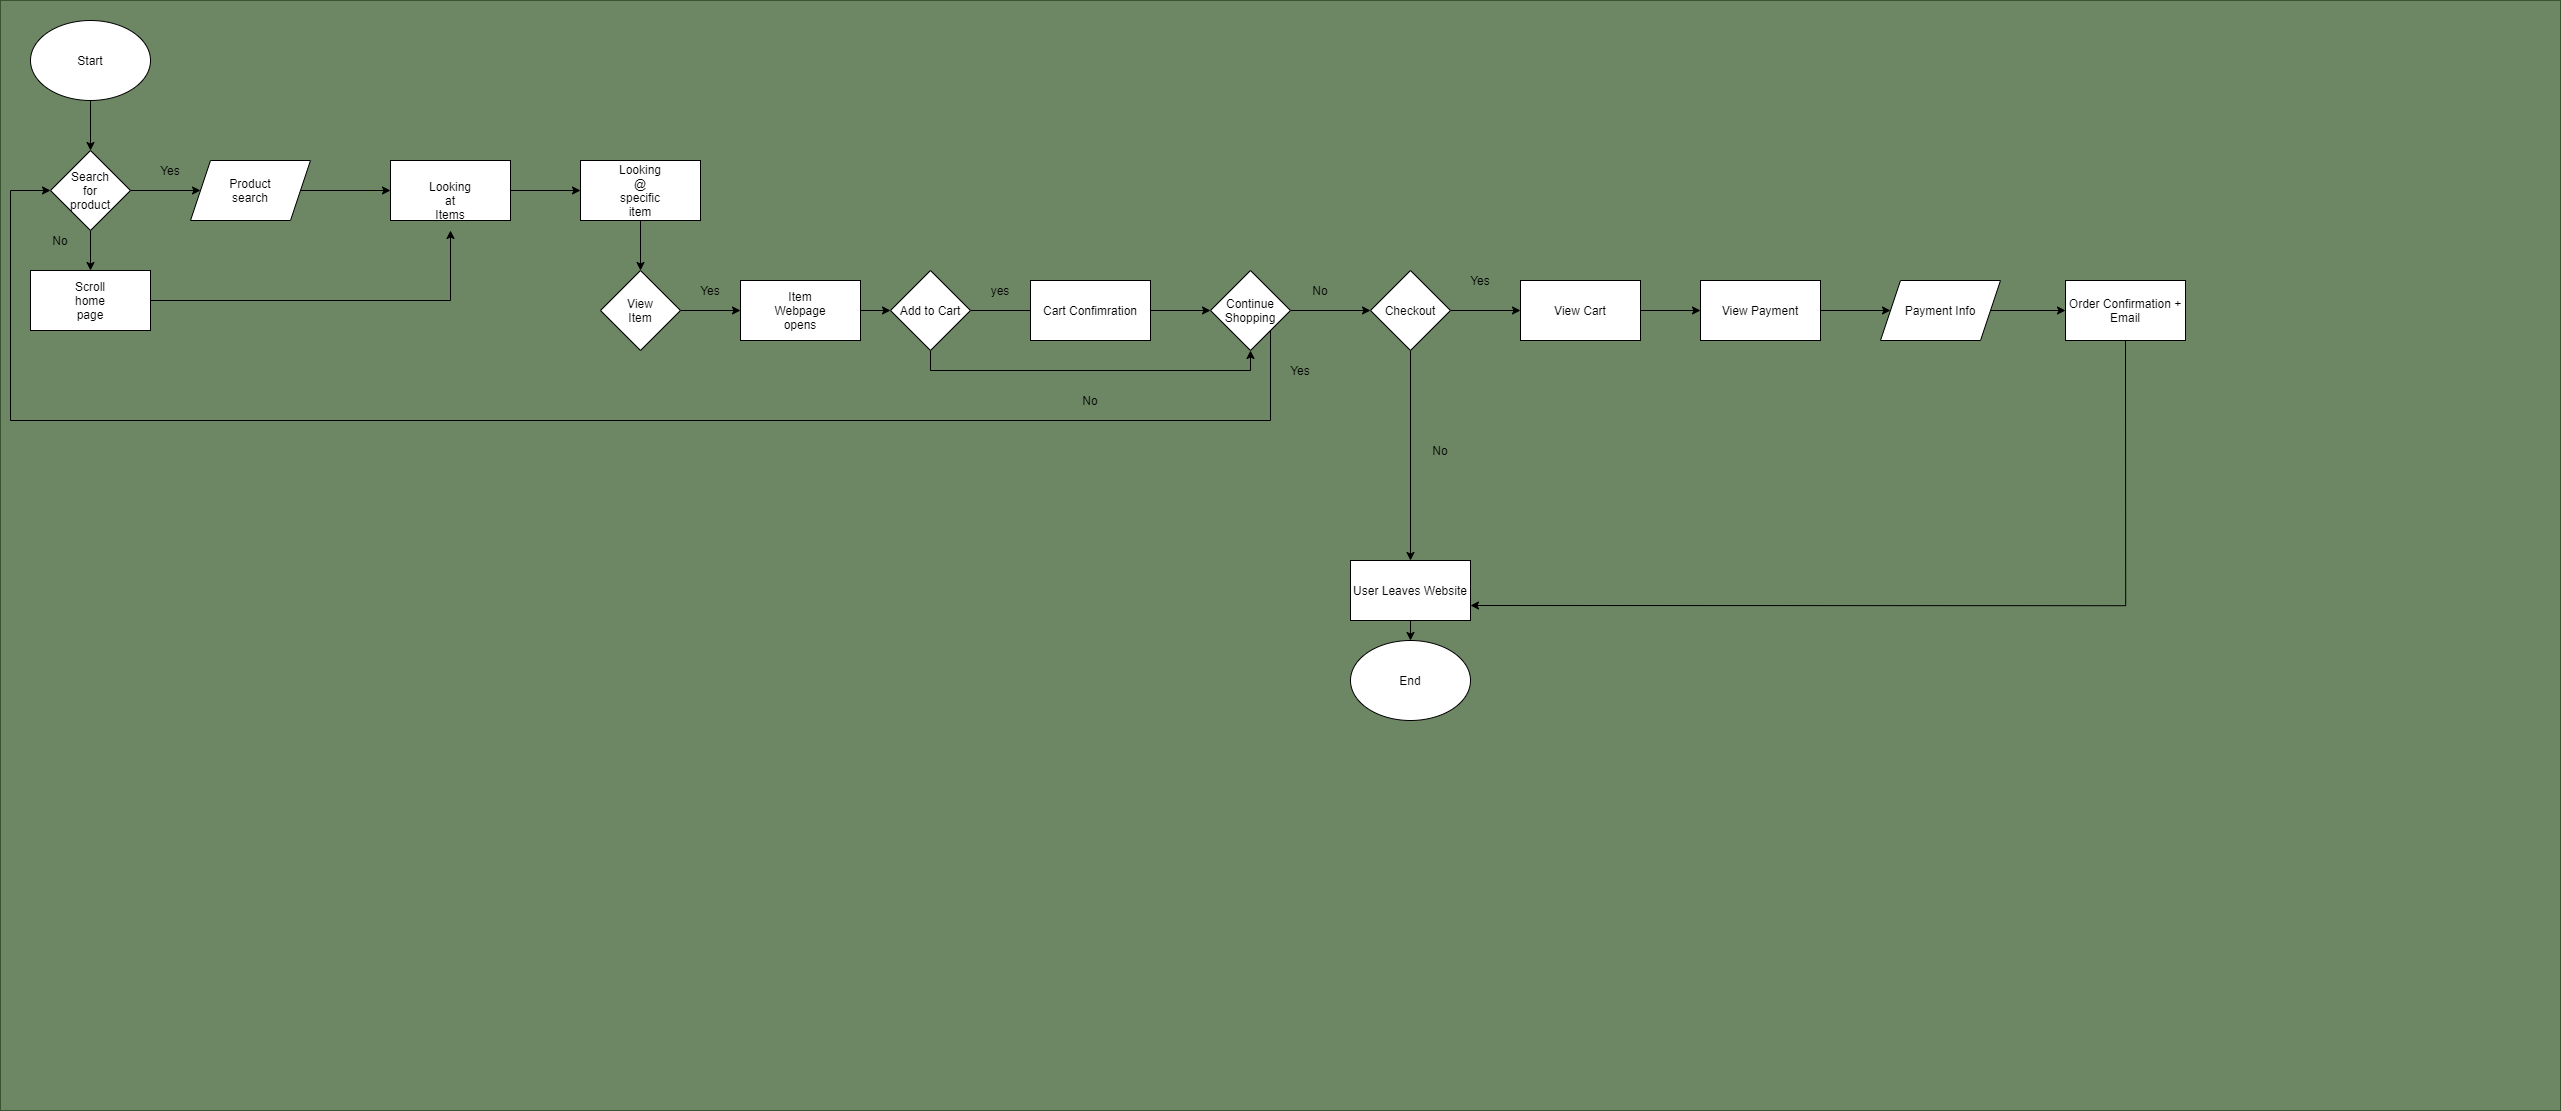 Start
Search
for
product
Yes
Product
search
Looking
at
Items
Looking
@
specific
item
No
Scroll
home
page
View
Item
Yes
Item
Webpage
opens
Add to Cart
yes
Cart Confimration
Continue
Shopping
No
Checkout
Yes
View Cart
View Payment
Payment Info
Order Confirmation +
Email
Yes
No
No
User Leaves Website
End